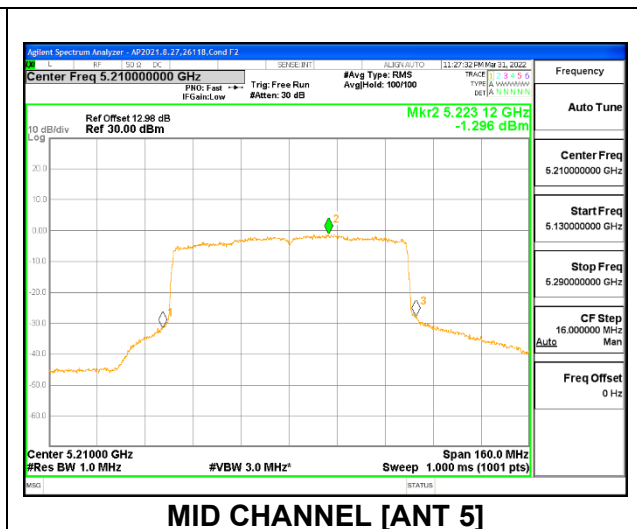 Agilent Spectrum Analyzer - AP2021.8.27,26118,Cond F2
L RF 50 Ω DC SENSE:INT ALIGN AUTO 11:27:32 PM Mar 31, 2022
Center Freq 5.210000000 GHz
PNO: Fast
IFGain:Low
Trig: Free Run
#Atten: 30 dB
#Avg Type: RMS
Avg|Hold: 100/100
TRACE 1 2 3 4 5 6
TYPE A WWWWW
DET A N N N N N
Frequency
Auto Tune
Center Freq
5.210000000 GHz
Start Freq
5.130000000 GHz
Stop Freq
5.290000000 GHz
CF Step
16.000000 MHz
Auto Man
Freq Offset
0 Hz
Mkr2 5.223 12 GHz
-1.296 dBm
Ref Offset 12.98 dB
10 dB/div Ref 30.00 dBm
Log
20.0
10.0
0.00
-10.0
-20.0
-30.0
-40.0
-50.0
-60.0
2
3
Center 5.21000 GHz Span 160.0 MHz
#Res BW 1.0 MHz #VBW 3.0 MHz* Sweep 1.000 ms (1001 pts)
MSG STATUS
MID CHANNEL [ANT 5]